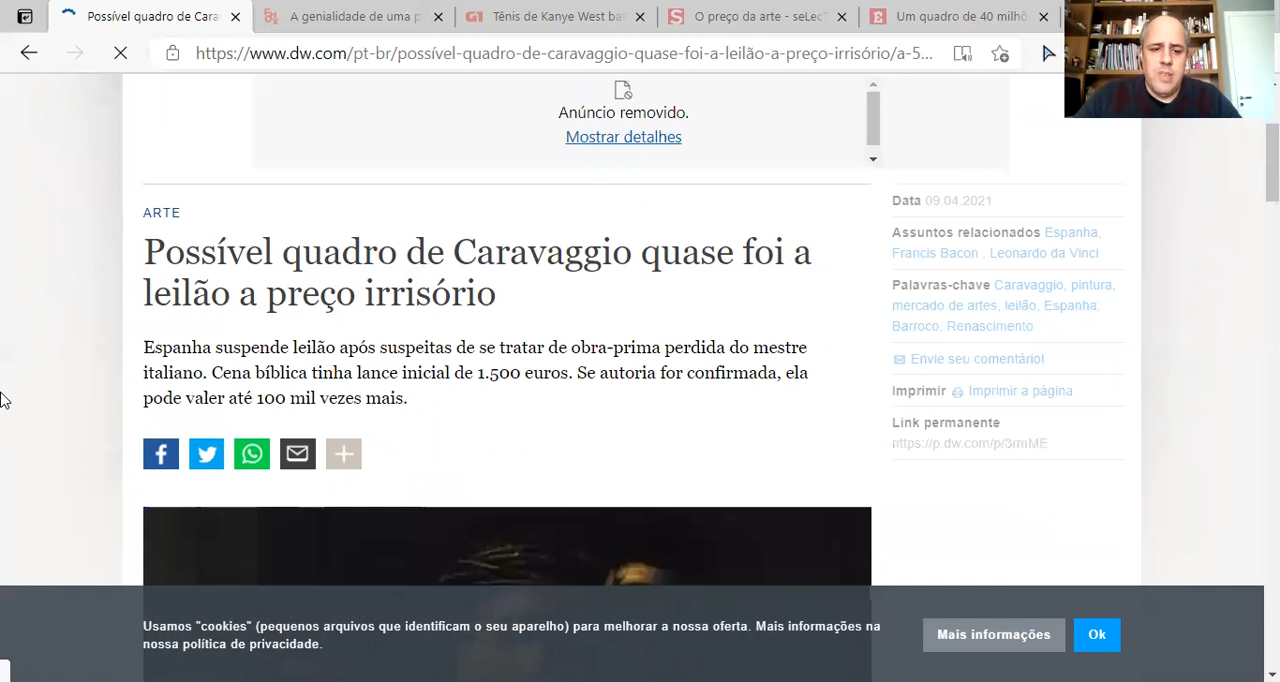 Possível quadro de Cara
A genialidade de uma p
Tênis de Kanye West ba
O preço da arte - seLecT
Um quadro de 40 milhõ
https://www.dw.com/pt-br/possível-quadro-de-caravaggio-quase-foi-a-leilão-a-preço-irrisório/a-5...
Anúncio removido.
Mostrar detalhes
ARTE
Possível quadro de Caravaggio quase foi a
leilão a preço irrisório
Espanha suspende leilão após suspeitas de se tratar de obra-prima perdida do mestre
italiano. Cena bíblica tinha lance inicial de 1.500 euros. Se autoria for confirmada, ela
pode valer até 100 mil vezes mais.
Data 09.04.2021
Assuntos relacionados Espanha,
Francis Bacon , Leonardo da Vinci
Palavras-chave Caravaggio, pintura,
mercado de artes, leilão, Espanha,
Barroco, Renascimento
Envie seu comentário!
Imprimir Imprimir a página
Link permanente
https://p.dw.com/p/3rmME
Usamos "cookies" (pequenos arquivos que identificam o seu aparelho) para melhorar a nossa oferta. Mais informações na
nossa política de privacidade.
Mais informações
Ok